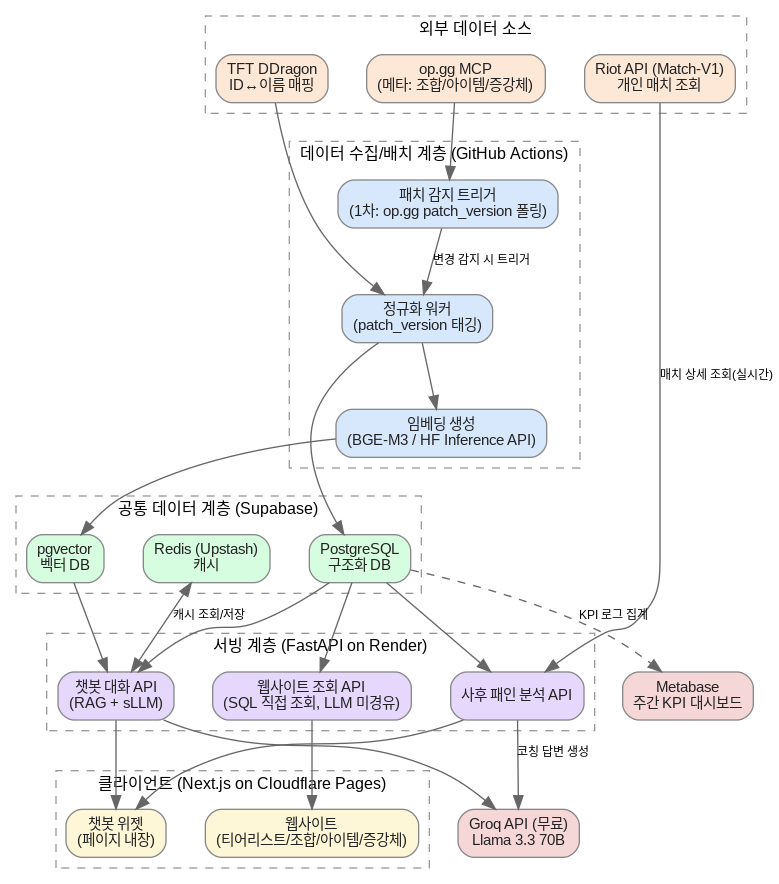 외부 데이터 소스
TFT DDragon
ID↔이름 매핑
op.gg MCP
(메타: 조합/아이템/증강체)
Riot API (Match-V1)
개인 매치 조회
데이터 수집/배치 계층 (GitHub Actions)
패치 감지 트리거
(1차: op.gg patch_version 폴링)
변경 감지 시 트리거
정규화 워커
(patch_version 태깅)
매치 상세 조회(실시간)
임베딩 생성
(BGE-M3 / HF Inference API)
공통 데이터 계층 (Supabase)
pgvector
벡터 DB
Redis (Upstash)
캐시
PostgreSQL
구조화 DB
캐시 조회/저장
KPI 로그 집계
서빙 계층 (FastAPI on Render)
챗봇 대화 API
(RAG + sLLM)
웹사이트 조회 API
(SQL 직접 조회, LLM 미경유)
사후 패인 분석 API
Metabase
주간 KPI 대시보드
코칭 답변 생성
클라이언트 (Next.js on Cloudflare Pages)
챗봇 위젯
(페이지 내장)
웹사이트
(티어리스트/조합/아이템/증강체)
Groq API (무료)
Llama 3.3 70B